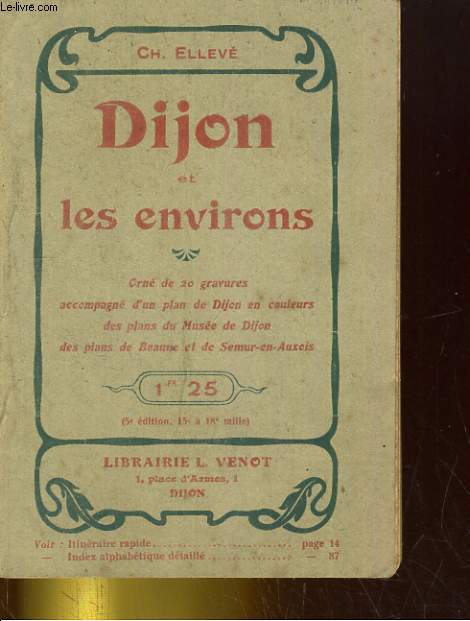 Le-livre.com
CH. ELLEVÉ
Dijon
et
les environs
Orné de 20 gravures
accompagné d'un plan de Dijon en couleurs
des plans du Musée de Dijon
des plans de Beaune et de Semur-en-Auxois
1 FR 25
(5e édition, 15e à 18e mille)
LIBRAIRIE L. VENOT
1, place d'Armes, 1
DIJON
Voir : Itinéraire rapide........................... page 14
— Index alphabétique détaillé ................ — 87